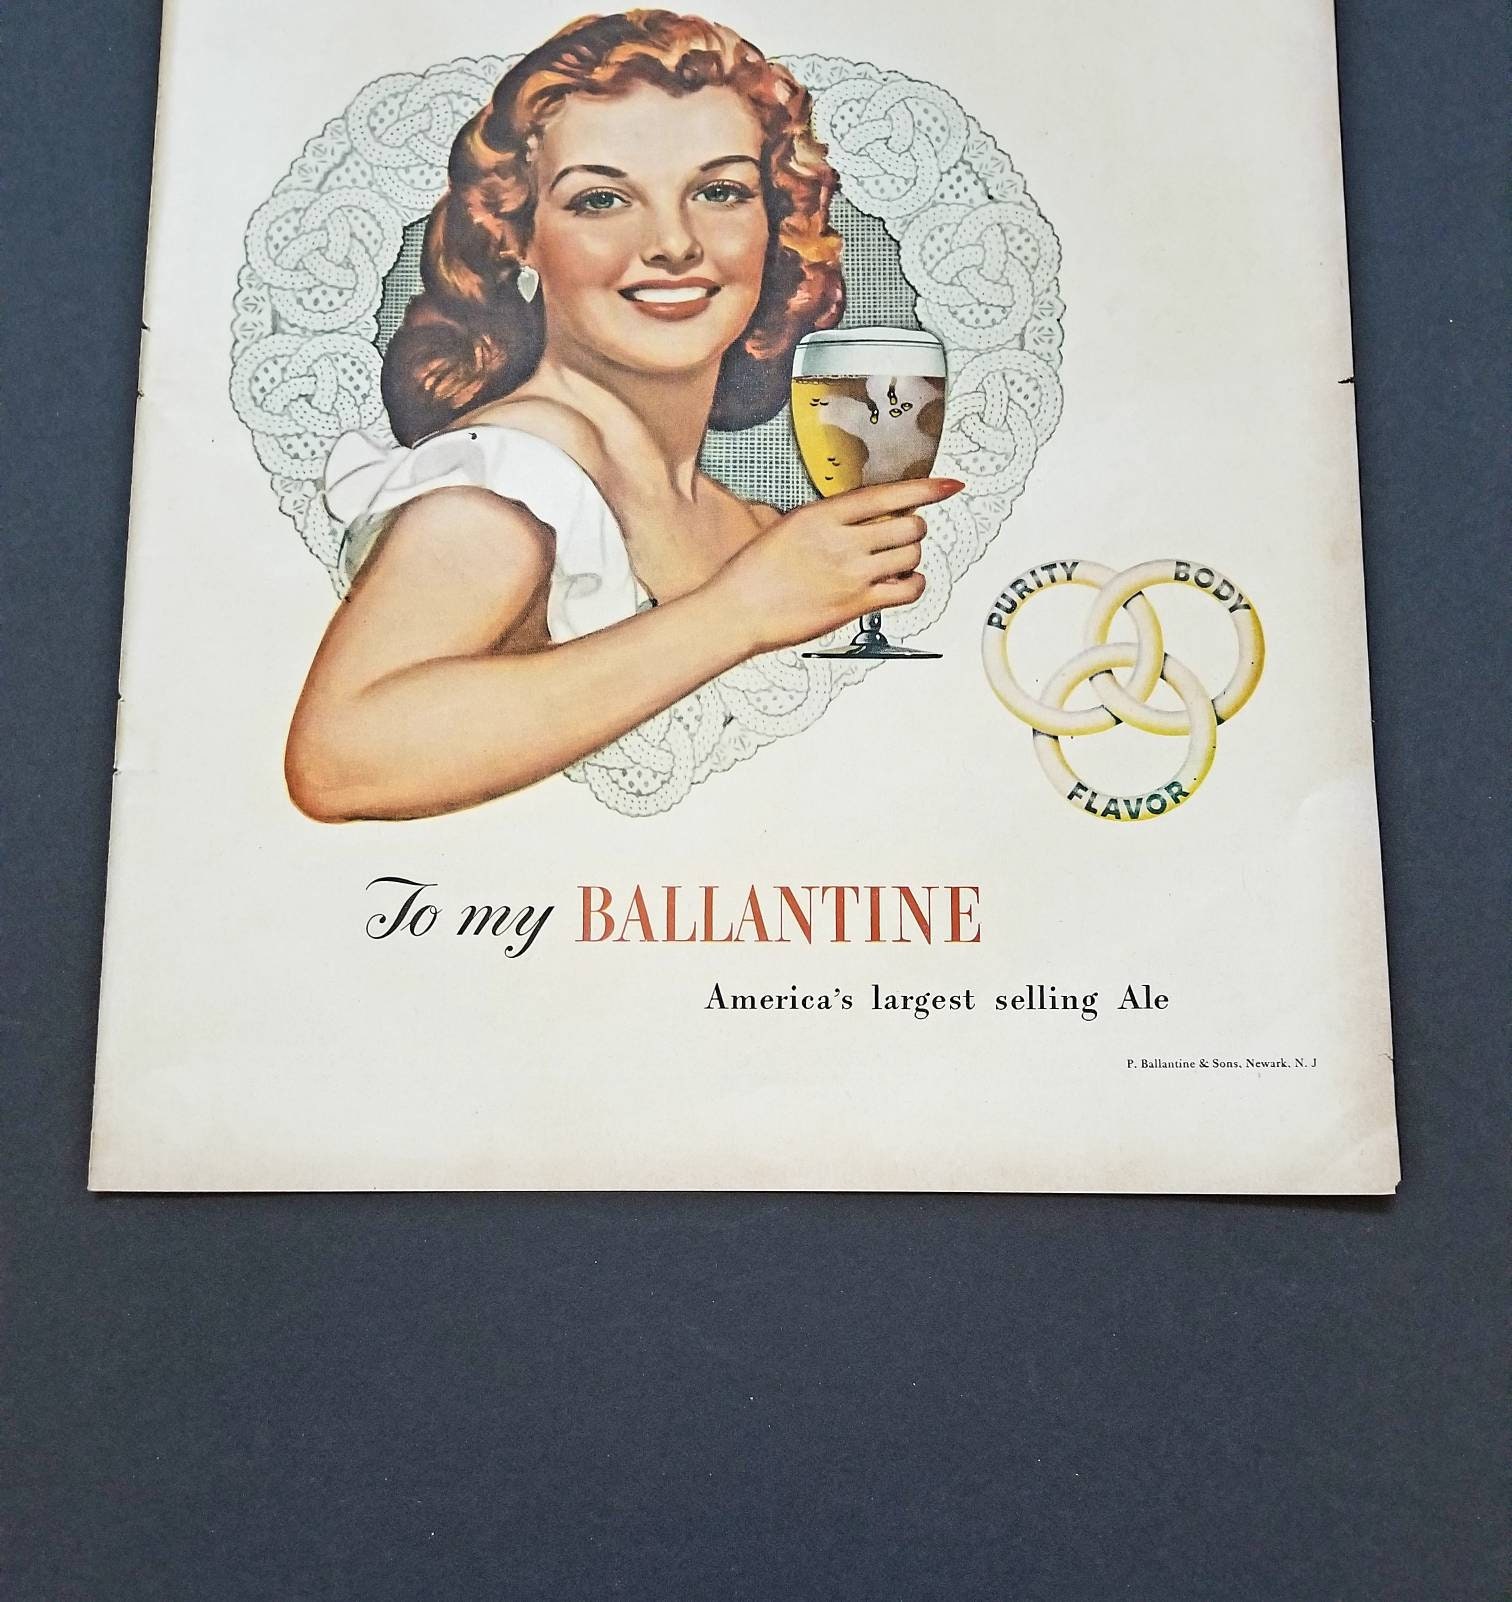 PURITY
BODY
FLAVOR
To my BALLANTINE
America's largest selling Ale
P. Ballantine & Sons, Newark, N. J